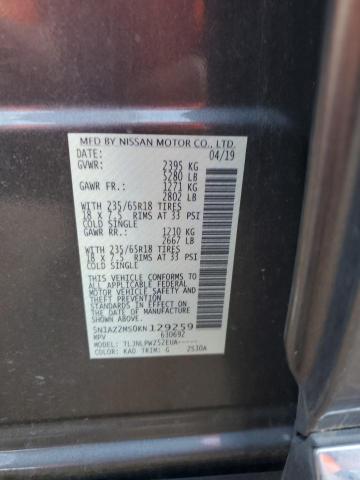 MFD BY NISSAN MOTOR CO., LTD.
DATE: 04/19
GVWR: 2395 KG
5280 LB
GAWR FR.: 1271 KG
2802 LB
WITH 235/65R18 TIRES
18 X 7.5 RIMS AT 33 PSI
COLD SINGLE
GAWR RR.: 1210 KG
2667 LB
WITH 235/65R18 TIRES
18 X 7.5 RIMS AT 33 PSI
COLD SINGLE
THIS VEHICLE CONFORMS TO
ALL APPLICABLE FEDERAL
MOTOR VEHICLE SAFETY
STANDARDS IN EFFECT ON
THE DATE OF MANUFACTURE
SHOWN ABOVE.
5N1AZ2MS0KN129259
MPV 630692
MODEL: TLJNLPWZ52EUA-----
COLOR: KAD TRIM: G 2530A